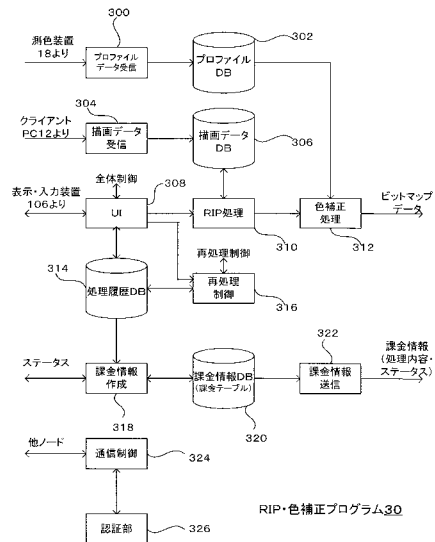 300
測色装置
18より
プロファイル
データ受信
プロファイル
DB
302
クライアント
PC12より
304
描画データ
受信
描画データ
DB
306
表示・入力装置
106より
全体制御
UI
308
RIP処理
310
色補正
処理
312
ビットマップ
データ
314
処理履歴DB
再処理制御
再処理
制御
316
ステータス
課金情報
作成
318
課金情報DB
(課金テーブル)
320
322
課金情報
送信
課金情報
(処理内容・
ステータス)
他ノード
通信制御
324
認証部
326
RIP・色補正プログラム30